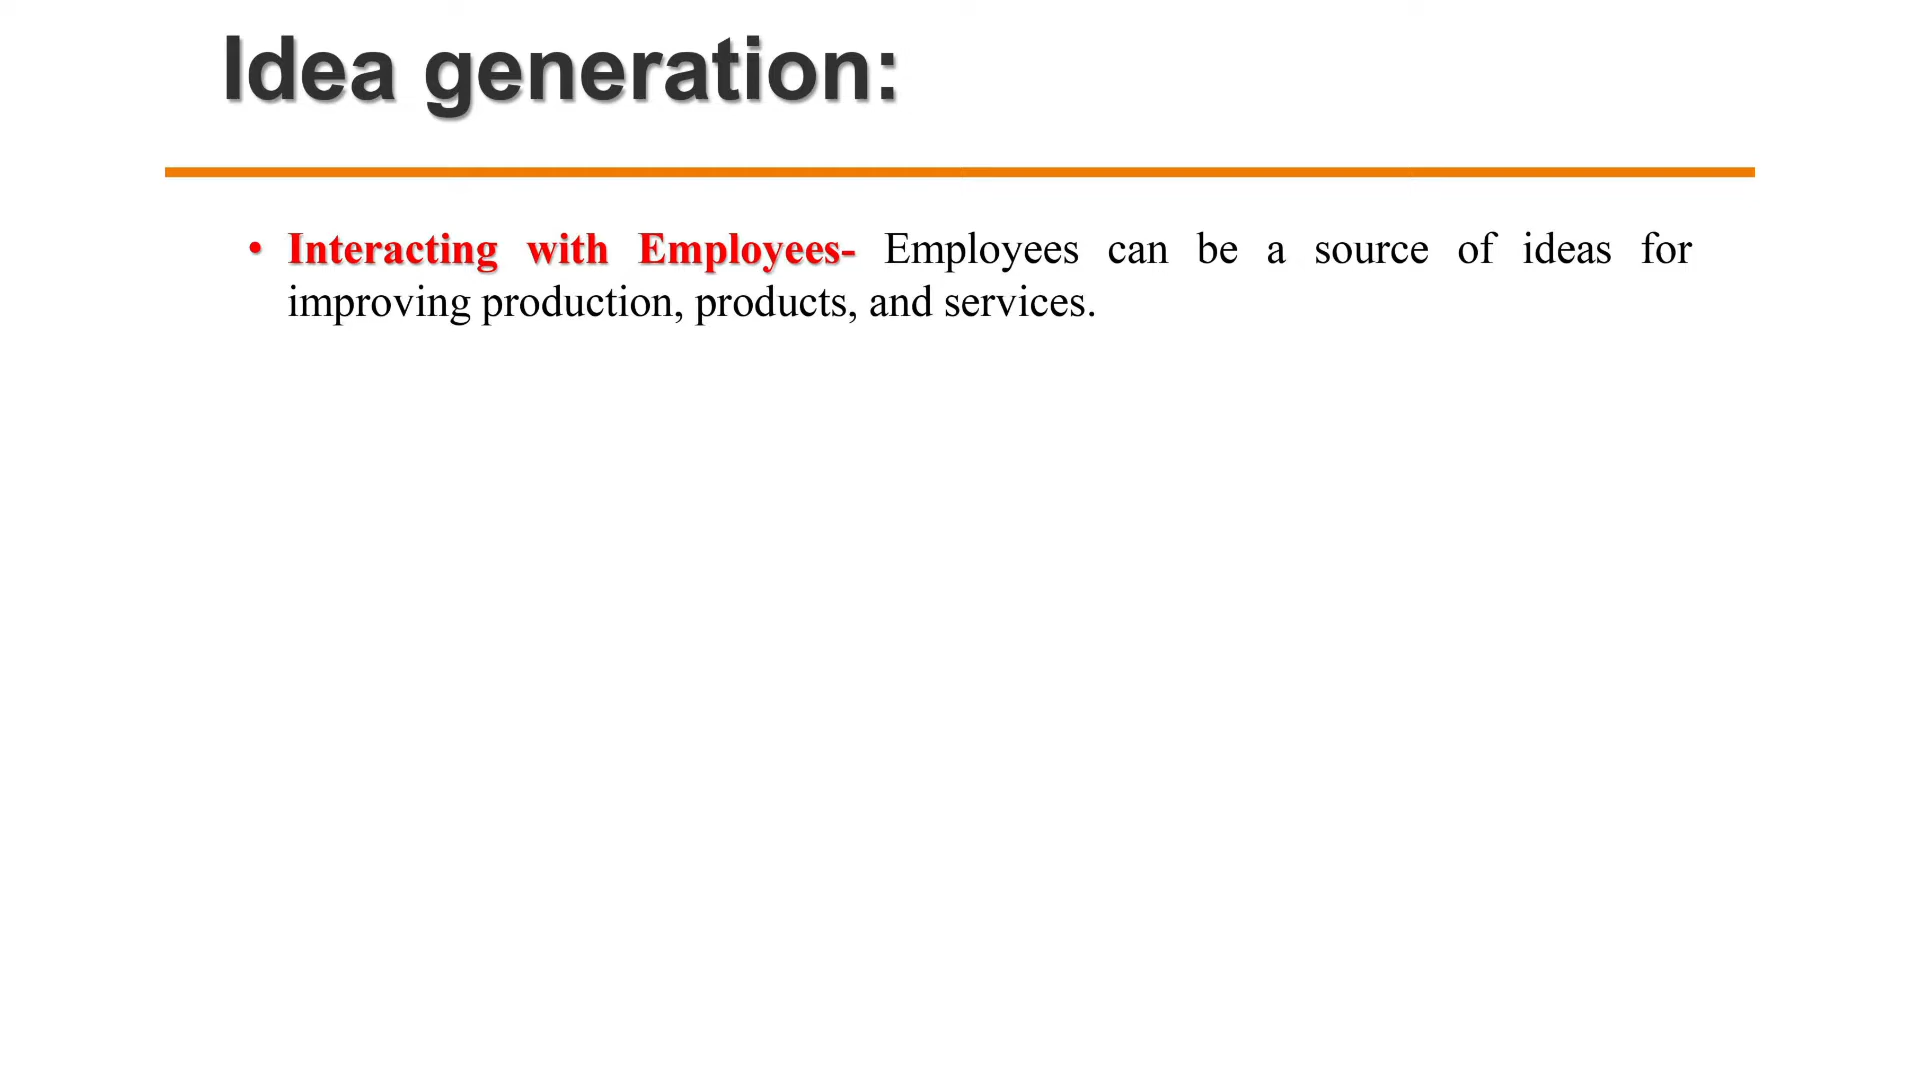 Idea generation:
• Interacting with Employees- Employees can be a source of ideas for
improving production, products, and services.